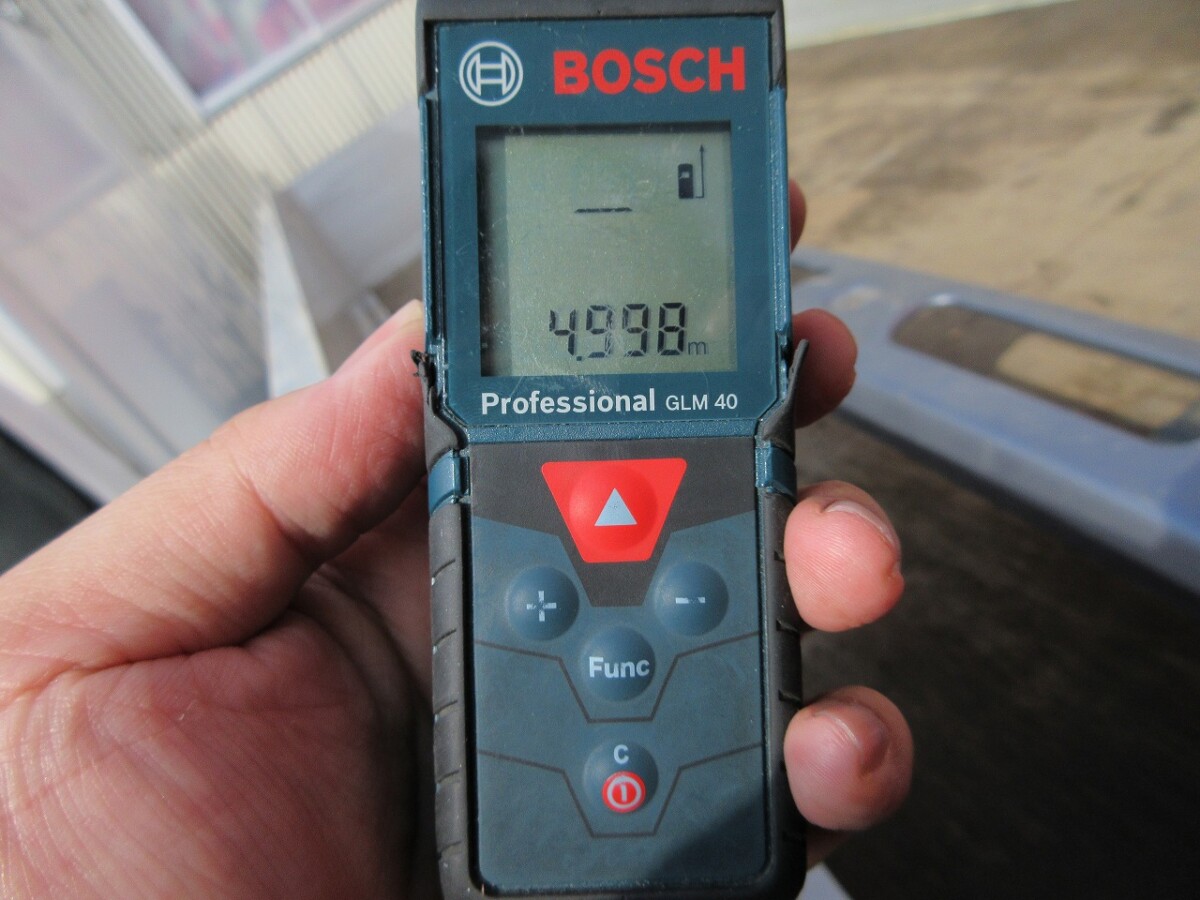 BOSCH
4.998m
Professional GLM 40
+ -
Func
C